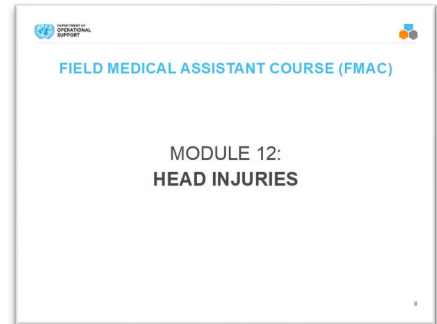 DEPARTMENT OF
OPERATIONAL
SUPPORT
FIELD MEDICAL ASSISTANT COURSE (FMAC)
MODULE 12:
HEAD INJURIES